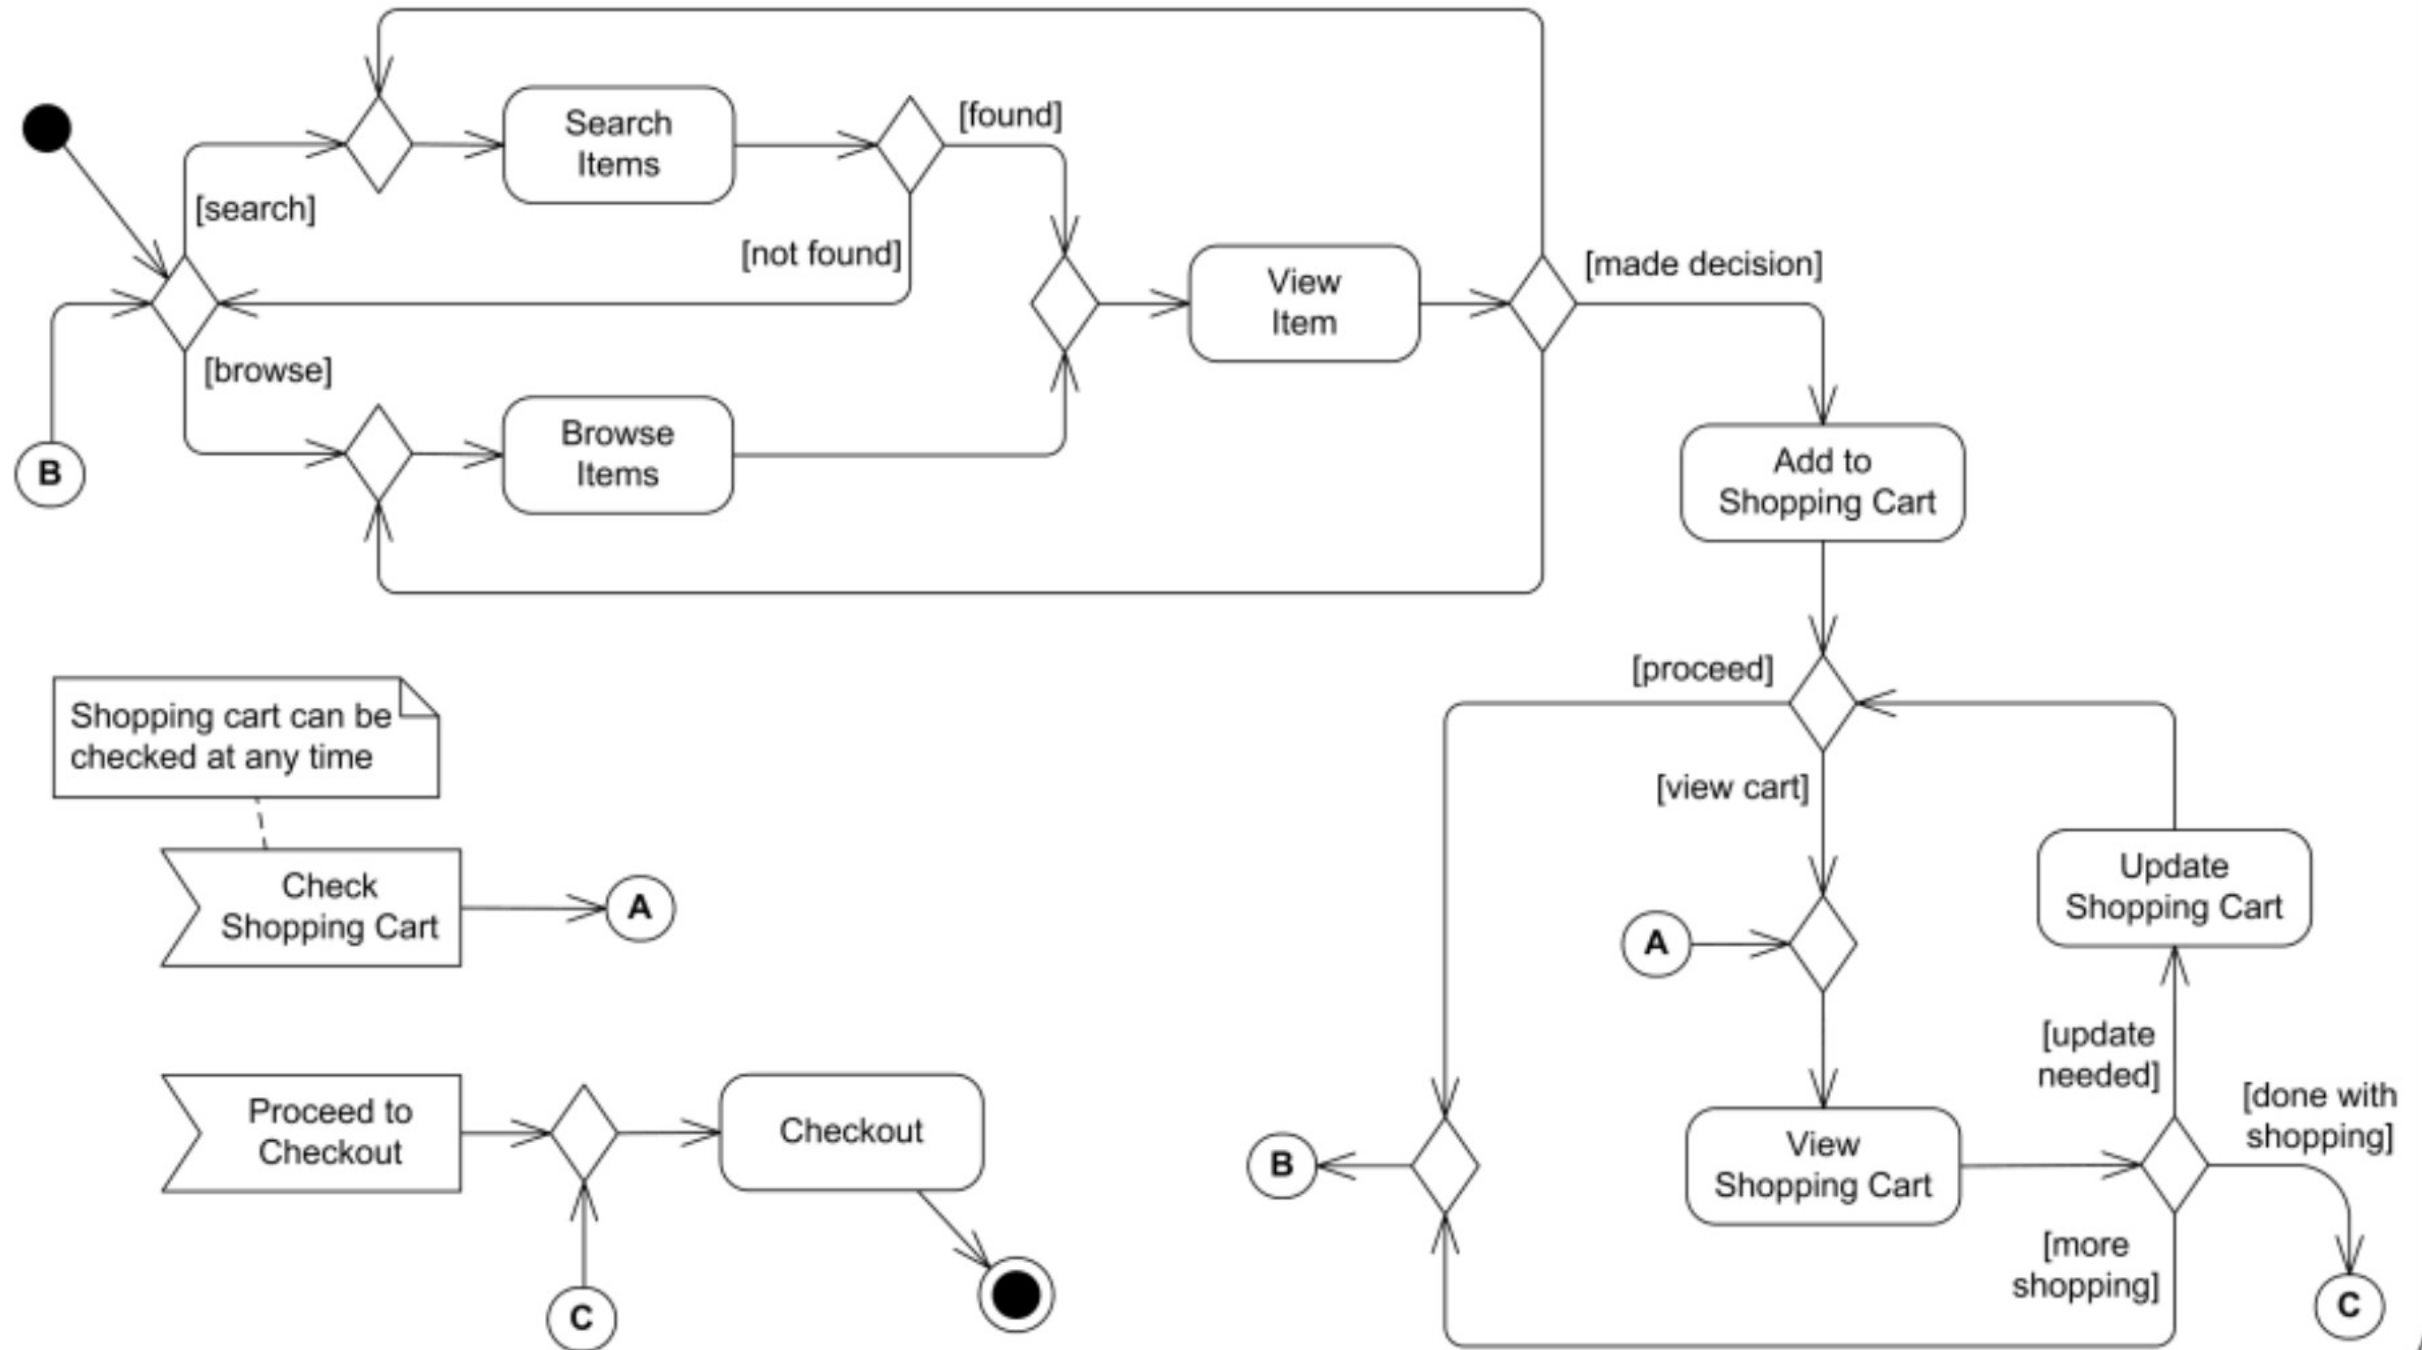 [found]
Search
Items
[search]
[not found]
[made decision]
View
Item
[browse]
Browse
Items
B
Add to
Shopping Cart
[proceed]
Shopping cart can be
checked at any time
[view cart]
Check
Shopping Cart
A
A
Update
Shopping Cart
[update
needed]
[done with
shopping]
Proceed to
Checkout
Checkout
B
View
Shopping Cart
[more
shopping]
C
C